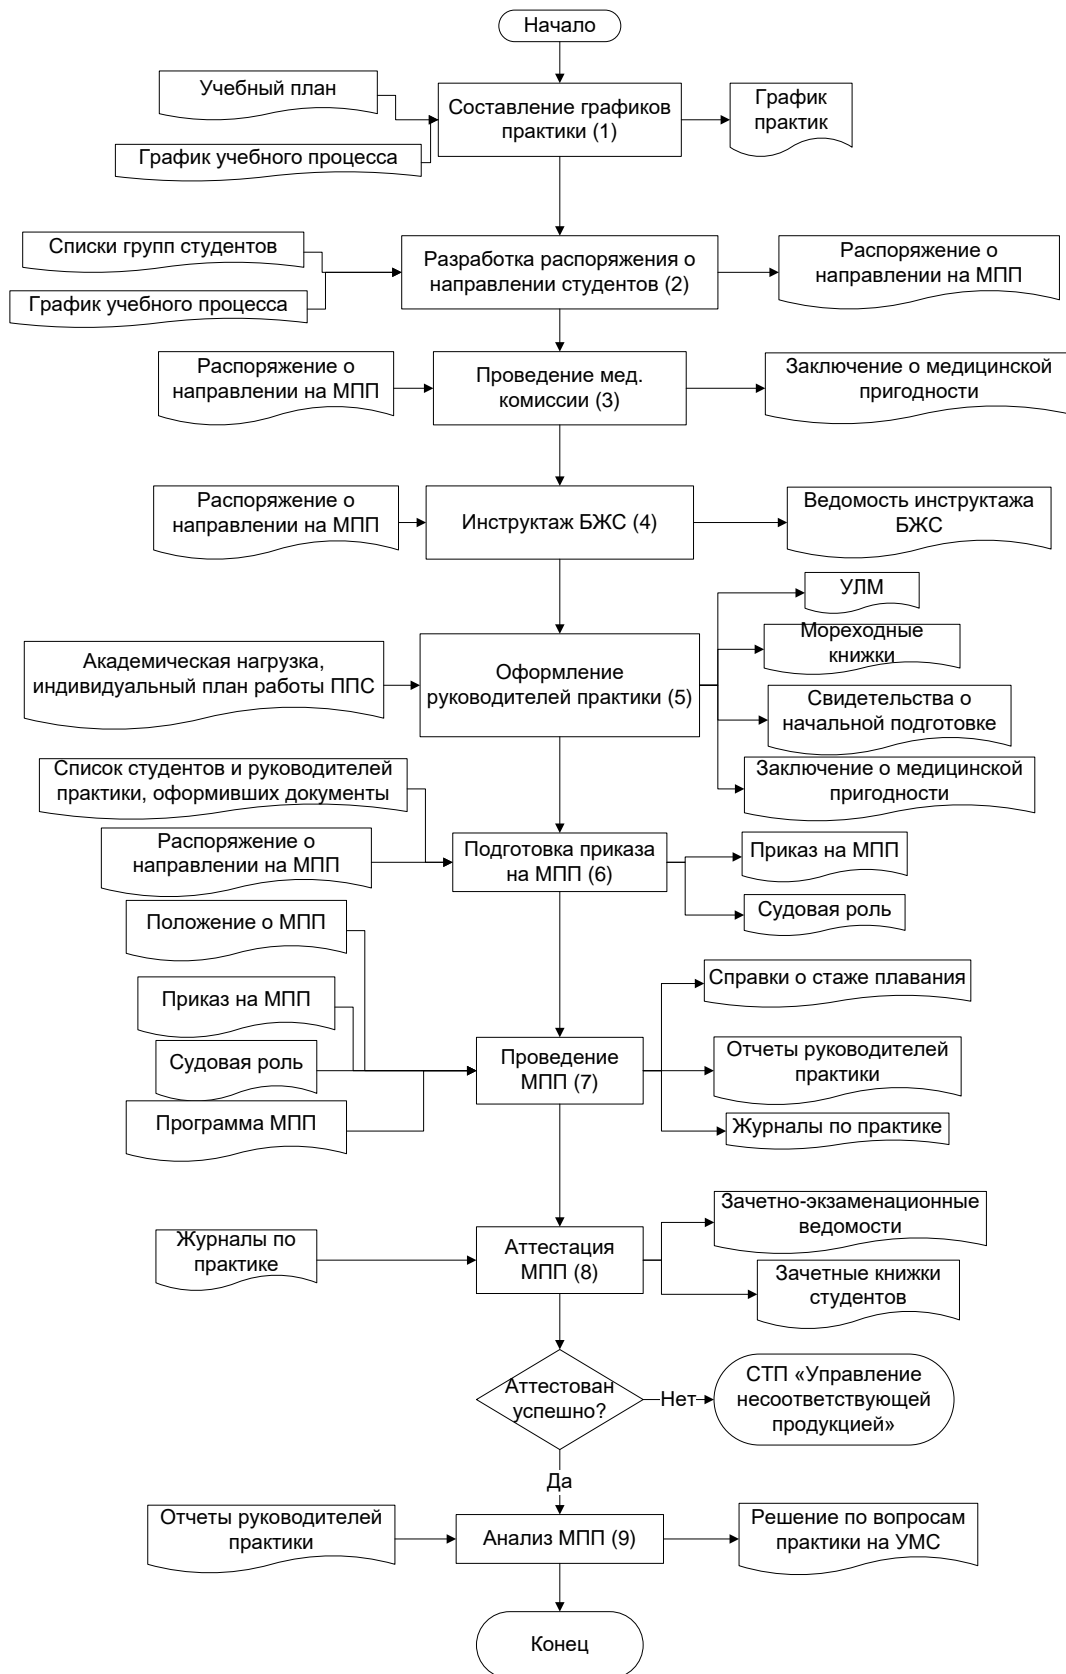 Начало
Учебный план
График учебного процесса
Составление графиков
практики (1)
График
практик
Списки групп студентов
График учебного процесса
Разработка распоряжения о
направлении студентов (2)
Распоряжение о
направлении на МПП
Распоряжение о
направлении на МПП
Проведение мед.
комиссии (3)
Заключение о медицинской
пригодности
Распоряжение о
направлении на МПП
Инструктаж БЖС (4)
Ведомость инструктажа
БЖС
Академическая нагрузка,
индивидуальный план работы ППС
Оформление
руководителей практики (5)
УЛМ
Мореходные
книжки
Свидетельства о
начальной подготовке
Заключение о медицинской
пригодности
Список студентов и руководителей
практики, оформивших документы
Распоряжение о
направлении на МПП
Подготовка приказа
на МПП (6)
Приказ на МПП
Судовая роль
Положение о МПП
Приказ на МПП
Судовая роль
Программа МПП
Проведение
МПП (7)
Справки о стаже плавания
Отчеты руководителей
практики
Журналы по практике
Журналы по
практике
Аттестация
МПП (8)
Зачетно-экзаменационные
ведомости
Зачетные книжки
студентов
Аттестован
успешно?
Нет
СТП «Управление
несоответствующей
продукцией»
Да
Отчеты руководителей
практики
Анализ МПП (9)
Решение по вопросам
практики на УМС
Конец